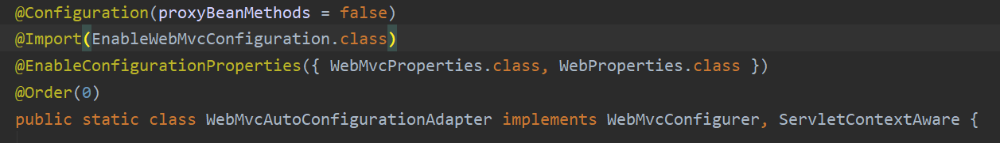 @Configuration(proxyBeanMethods = false)
@Import(EnableWebMvcConfiguration.class)
@EnableConfigurationProperties({ WebMvcProperties.class, WebProperties.class })
@Order(0)
public static class WebMvcAutoConfigurationAdapter implements WebMvcConfigurer, ServletContextAware {